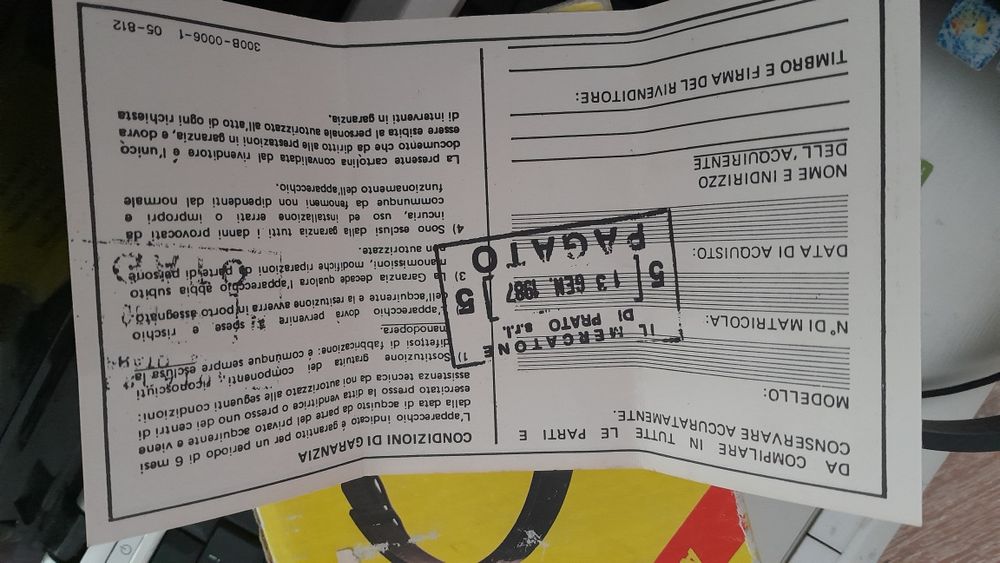 DA COMPILARE IN TUTTE LE PARTI E
CONSERVARE ACCURATAMENTE.
MODELLO:
N° DI MATRICOLA:
DATA DI ACQUISTO:
NOME E INDIRIZZO
DELL'ACQUIRENTE
TIMBRO E FIRMA DEL RIVENDITORE:
IL MERCATONE
DI PRATO s.r.l.
5 [ 13 GEN. 1987 ] 5
PAGATO
CONDIZIONI DI GARANZIA
L'apparecchio indicato é garantito per un periodo di 6 mesi
dalla data di acquisto da parte del privato acquirente e viene
esercitato presso la ditta venditrice o presso uno dei centri di
assistenza tecnica da noi autorizzato alle seguenti condizioni:
1) Sostituzione gratuita dei componenti, riconosciuti
difettosi di fabbricazione: é comunque sempre esclusa la
manodopera.
L'apparecchio dovrà pervenire a spese e rischio
dell'acquirente e la restituzione averra in porto assegnato.
3) La Garanzia decade qualora l'apparecchio abbia subito
manomissioni, modifiche riparazioni di parte di persone
non autorizzate.
4) Sono esclusi dalla garanzia tutti i danni provocati da
incuria, uso ed installazione errati o impropri e
communque da fenomeni non dipendenti dal normale
funzionamento dell'apparecchio.
La presente cartolina convalidata dal rivenditore é l'unico
documento che da diritto alle prestazioni in garanzia, e dovra
essere esibita al personale autorizzato all'atto di ogni richiesta
di interventi in garanzia.
300B-0006-1 05-812